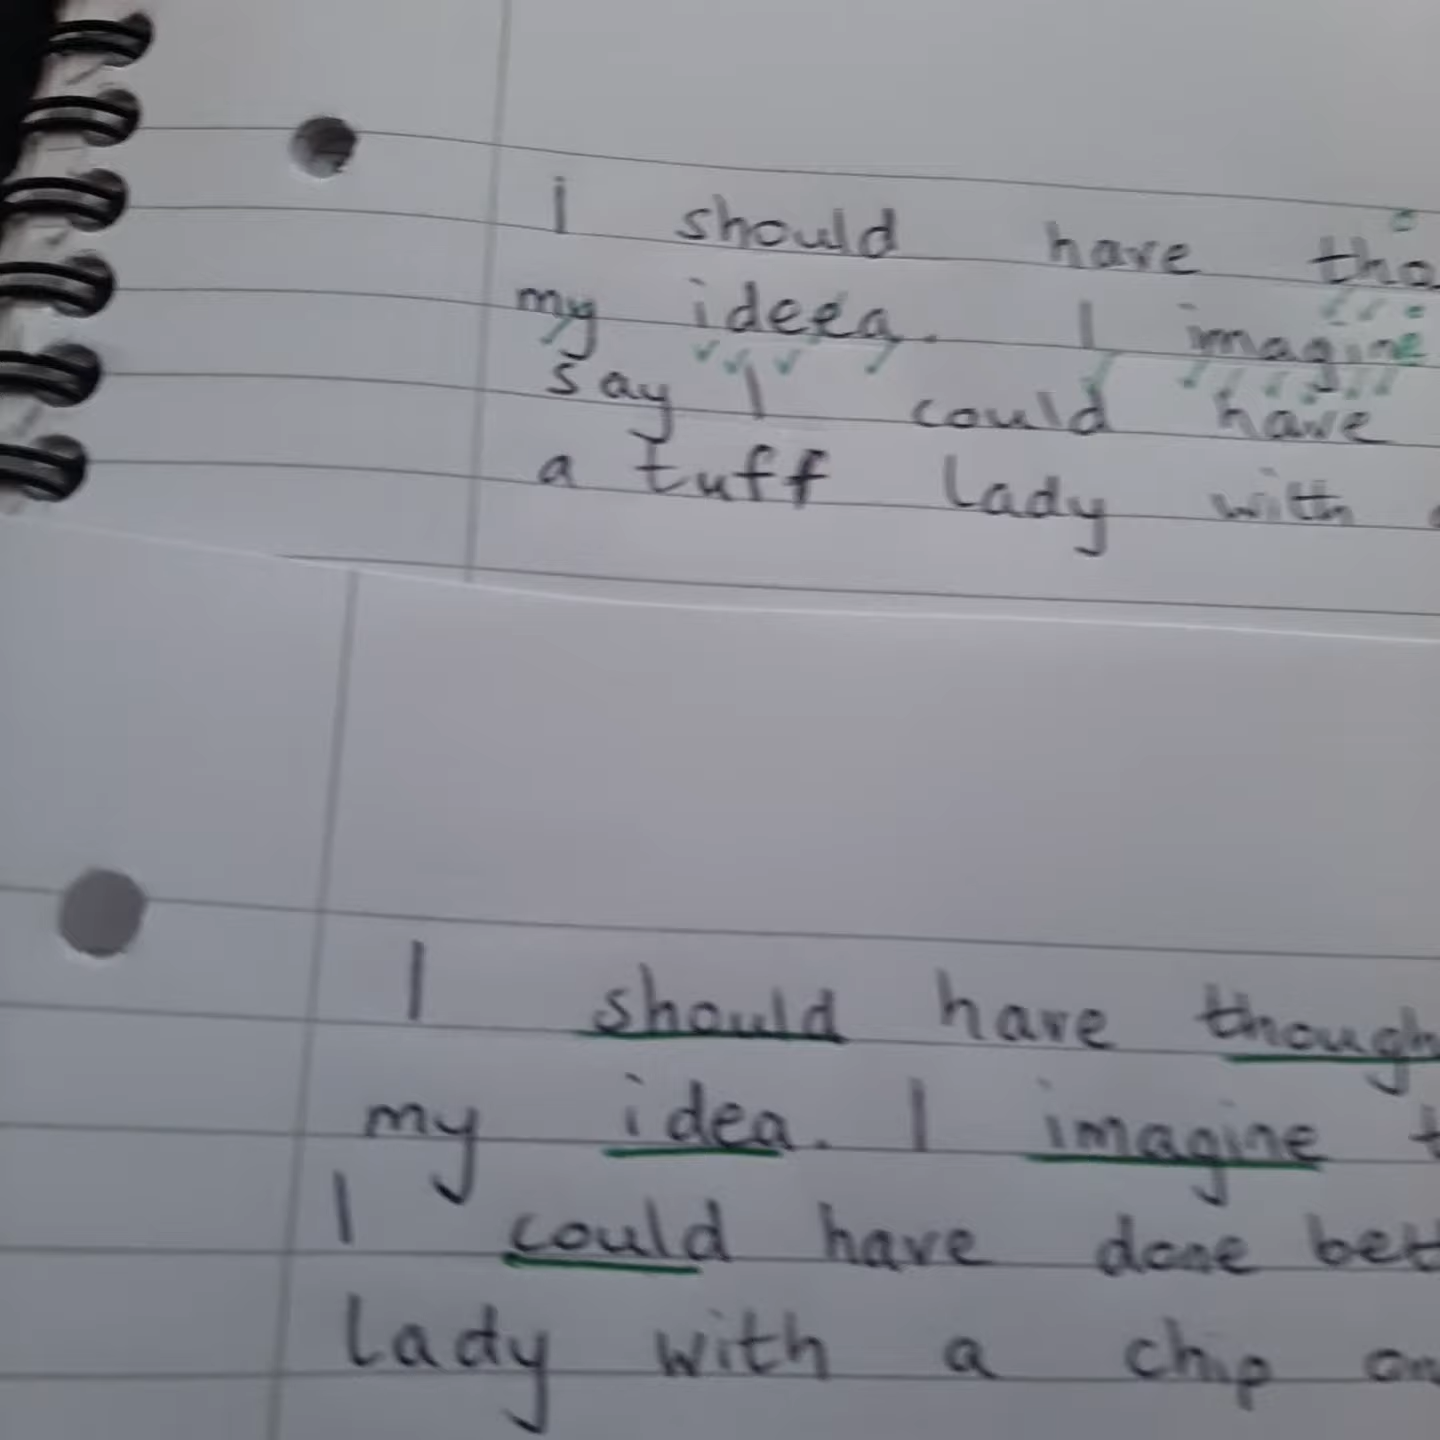 i should have tho
my ideea. I imagine
say I could have
a tuff lady with
I should have though
my idea. I imagine t
I could have done bett
lady with a chip on